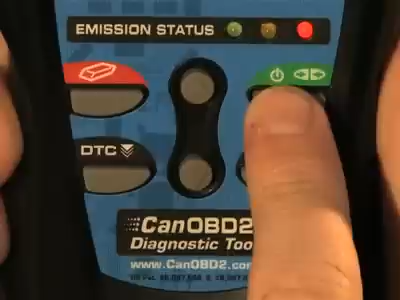 EMISSION STATUS
DTC
CanOBD2
Diagnostic Too
www.CanOBD2.co